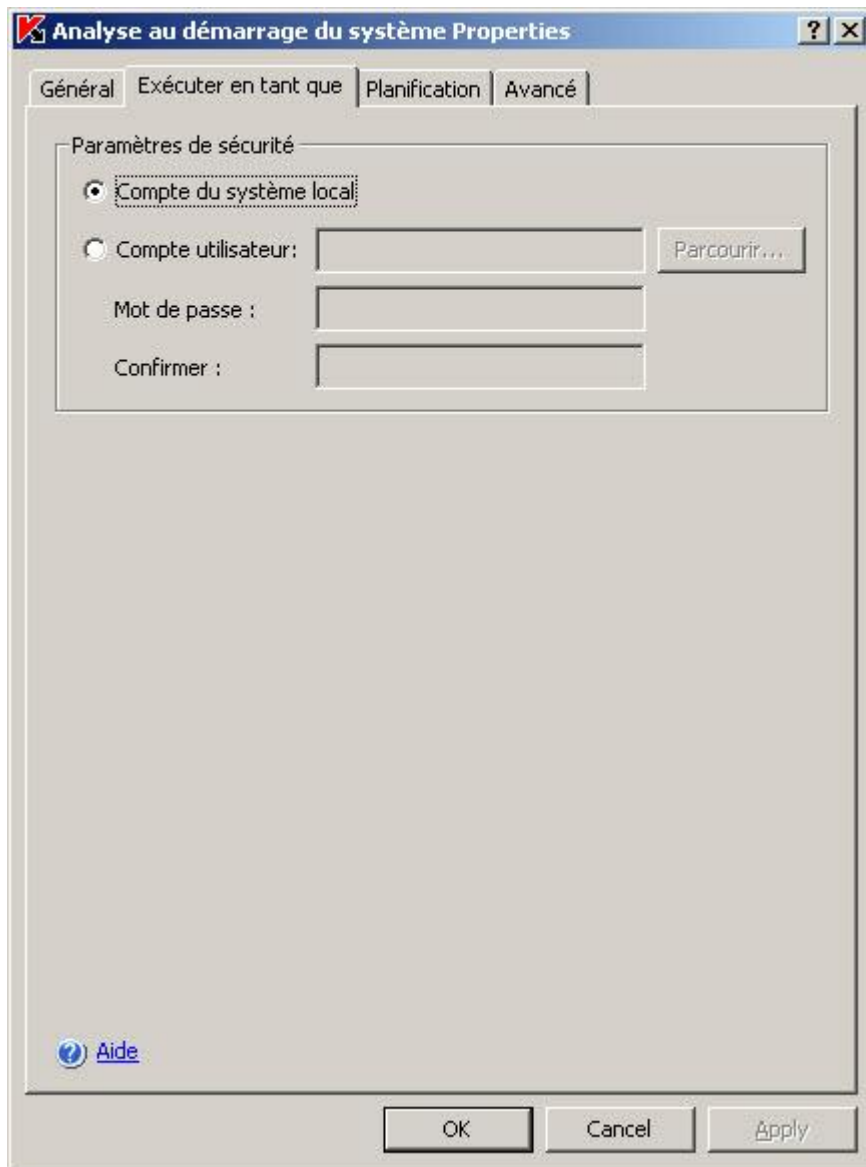 Analyse au démarrage du système Properties
Général Exécuter en tant que Planification Avancé
Paramètres de sécurité
Compte du système local
Compte utilisateur: Parcourir...
Mot de passe :
Confirmer :
Aide
OK Cancel Apply